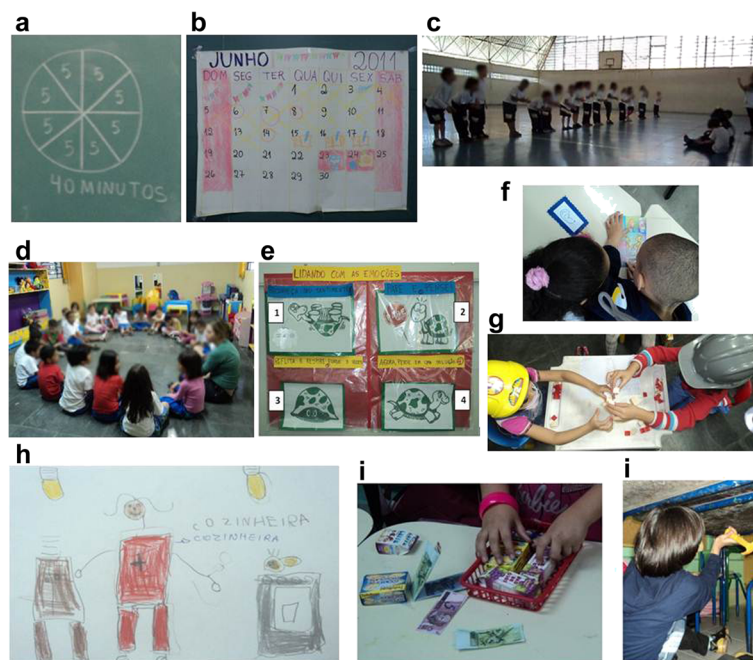 a
5 5
5 5
5 5
5 5
40 MINUTOS
b
JUNHO 2011
DOM SEG TER QUA QUI SEX SAB
1 2 3 4
5 6 7 8 9 10 11
12 13 14 15 16 17 18
19 20 21 22 23 24 25
26 27 28 29 30
c
d
e
LIDANDO COM AS EMOÇÕES
1
2
3
4
f
g
h
COZINHEIRA
COZINHEIRA
i
Barbie
i